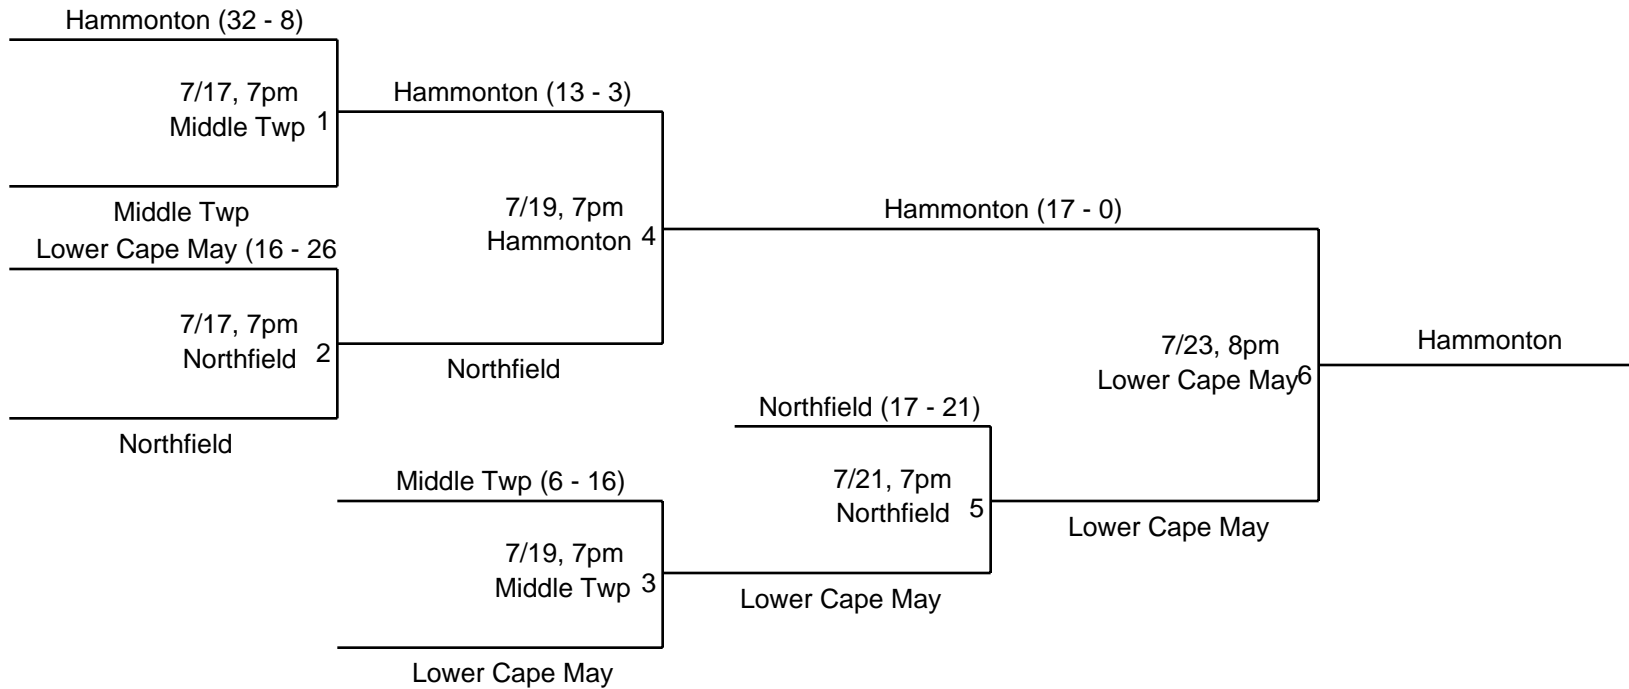 Hammonton (32 - 8)
7/17, 7pm
Middle Twp
1
Middle Twp
Lower Cape May (16 - 26
7/17, 7pm
Northfield
2
Northfield
Hammonton (13 - 3)
7/19, 7pm
Hammonton
4
Northfield
Middle Twp (6 - 16)
7/19, 7pm
Middle Twp
3
Lower Cape May
Hammonton (17 - 0)
Northfield (17 - 21)
7/21, 7pm
Northfield
5
Lower Cape May
7/23, 8pm
Lower Cape May
6
Lower Cape May
Hammonton